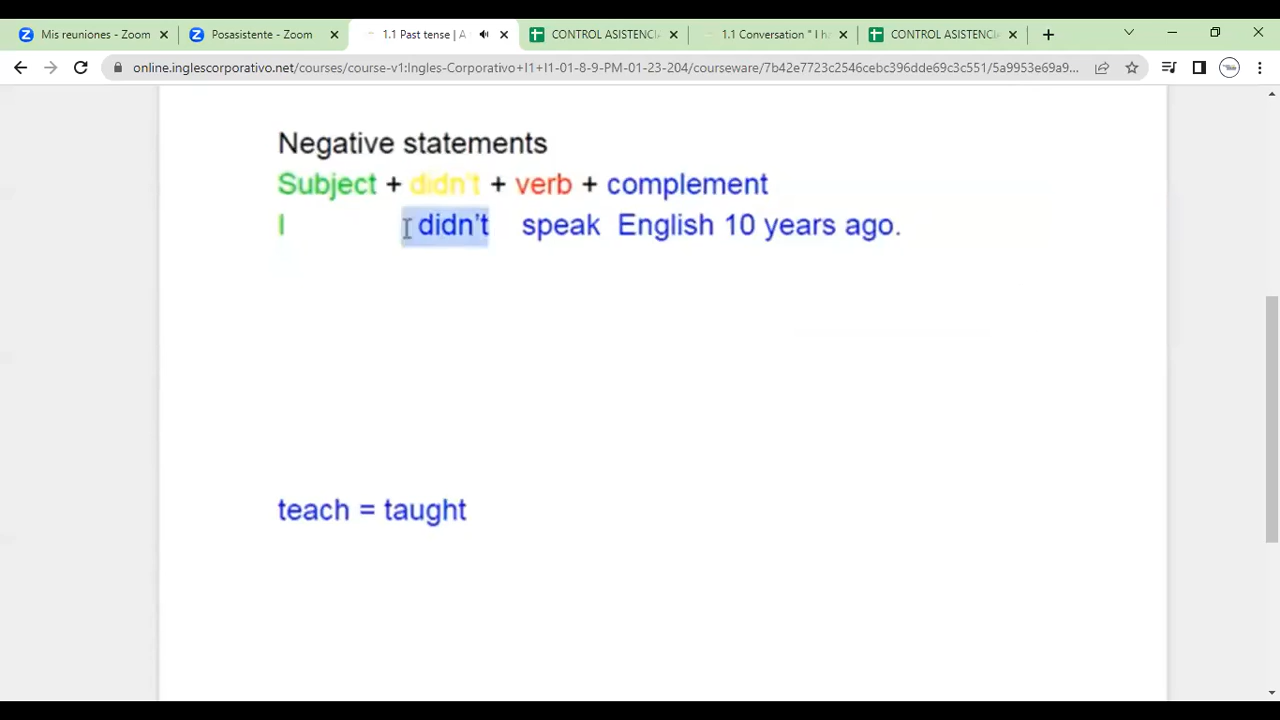 Mis reuniones - Zoom
Posasistente - Zoom
1.1 Past tense | A
CONTROL ASISTENCI
1.1 Conversation " I ha
CONTROL ASISTENCI
online.inglescorporativo.net/courses/course-v1:Ingles-Corporativo+I1+I1-01-8-9-PM-01-23-204/courseware/7b42e7723c2546cebc396dde69c3c551/5a9953e69a9...
Negative statements
Subject + didn't + verb + complement
I didn't speak English 10 years ago.
teach = taught